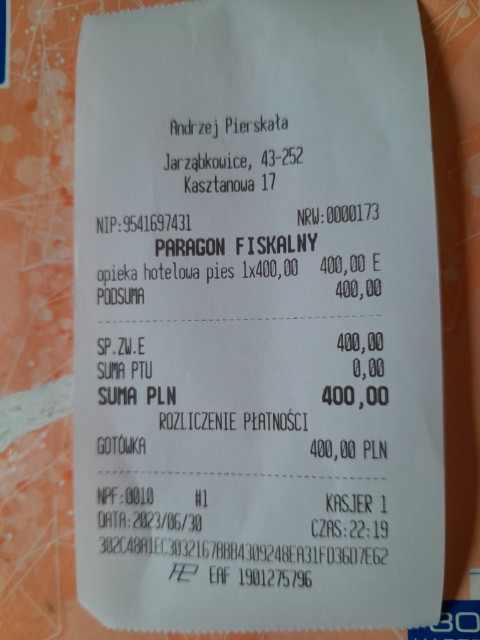 Andrzej Pierskała
Jarząbkowice, 43-252
Kasztanowa 17
NIP:9541697431 NRW:0000173
PARAGON FISKALNY
opieka hotelowa pies 1x400,00 400,00 E
PODSUMA 400,00
SP.ZW.E 400,00
SUMA PTU 0,00
SUMA PLN 400,00
ROZLICZENIE PŁATNOŚCI
GOTÓWKA 400,00 PLN
NPF:0010 #1 KASJER 1
DATA:2023/06/30 CZAS:22:19
302C48A1EC3032167BBB4309248EA31FD36D7E62
EAF 1901275796
30